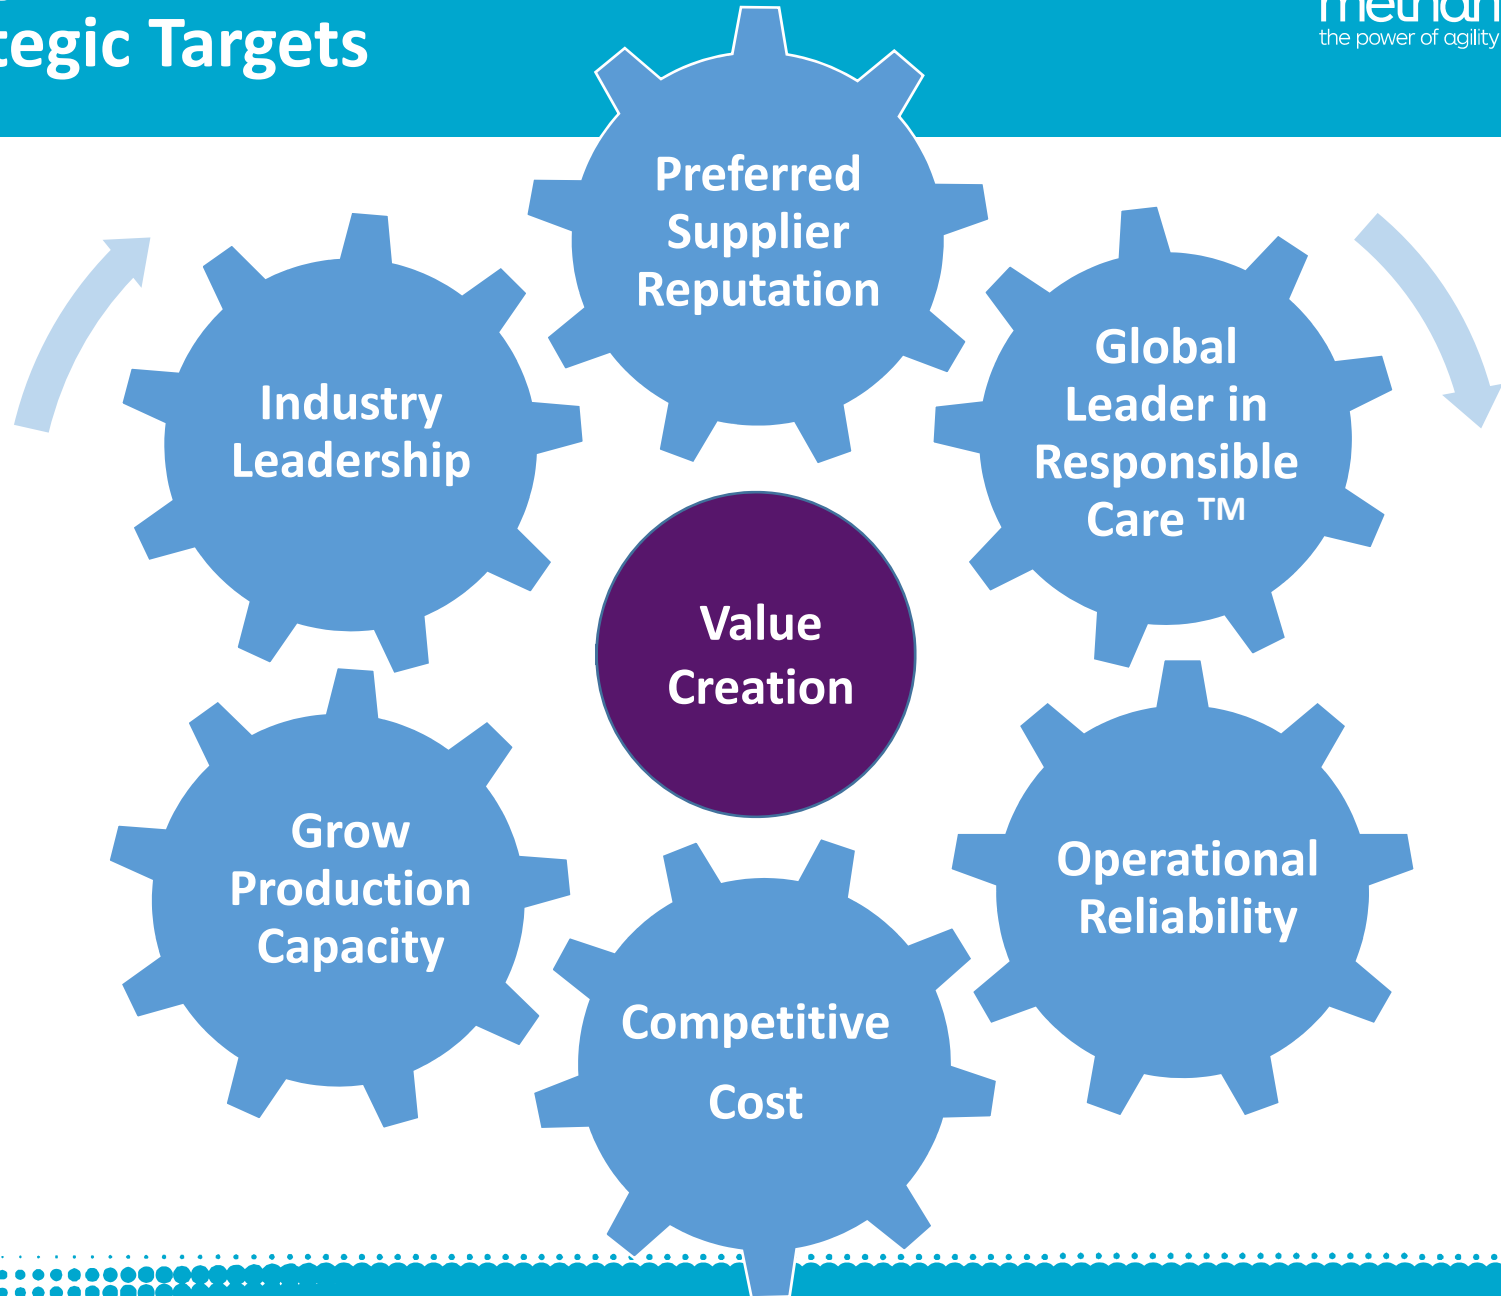 tegic Targets
methan
the power of agility
Preferred
Supplier
Reputation
Global
Leader in
Responsible
Care ™
Industry
Leadership
Value
Creation
Grow
Production
Capacity
Operational
Reliability
Competitive
Cost